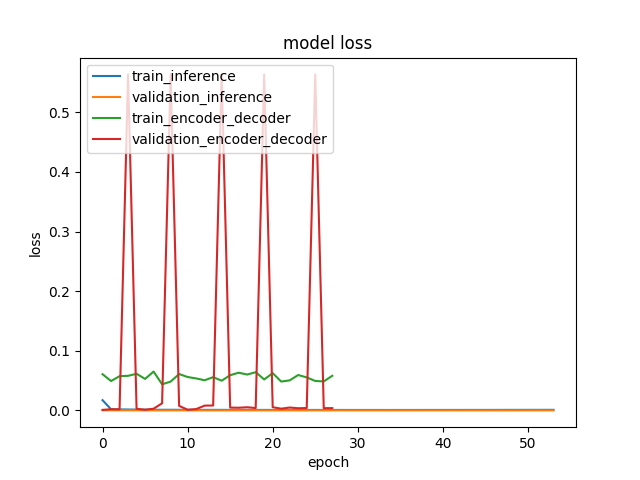 model loss
train_inference
validation_inference
train_encoder_decoder
validation_encoder_decoder
0.5
0.4
0.3
0.2
0.1
0.0
loss
0 10 20 30 40 50
epoch